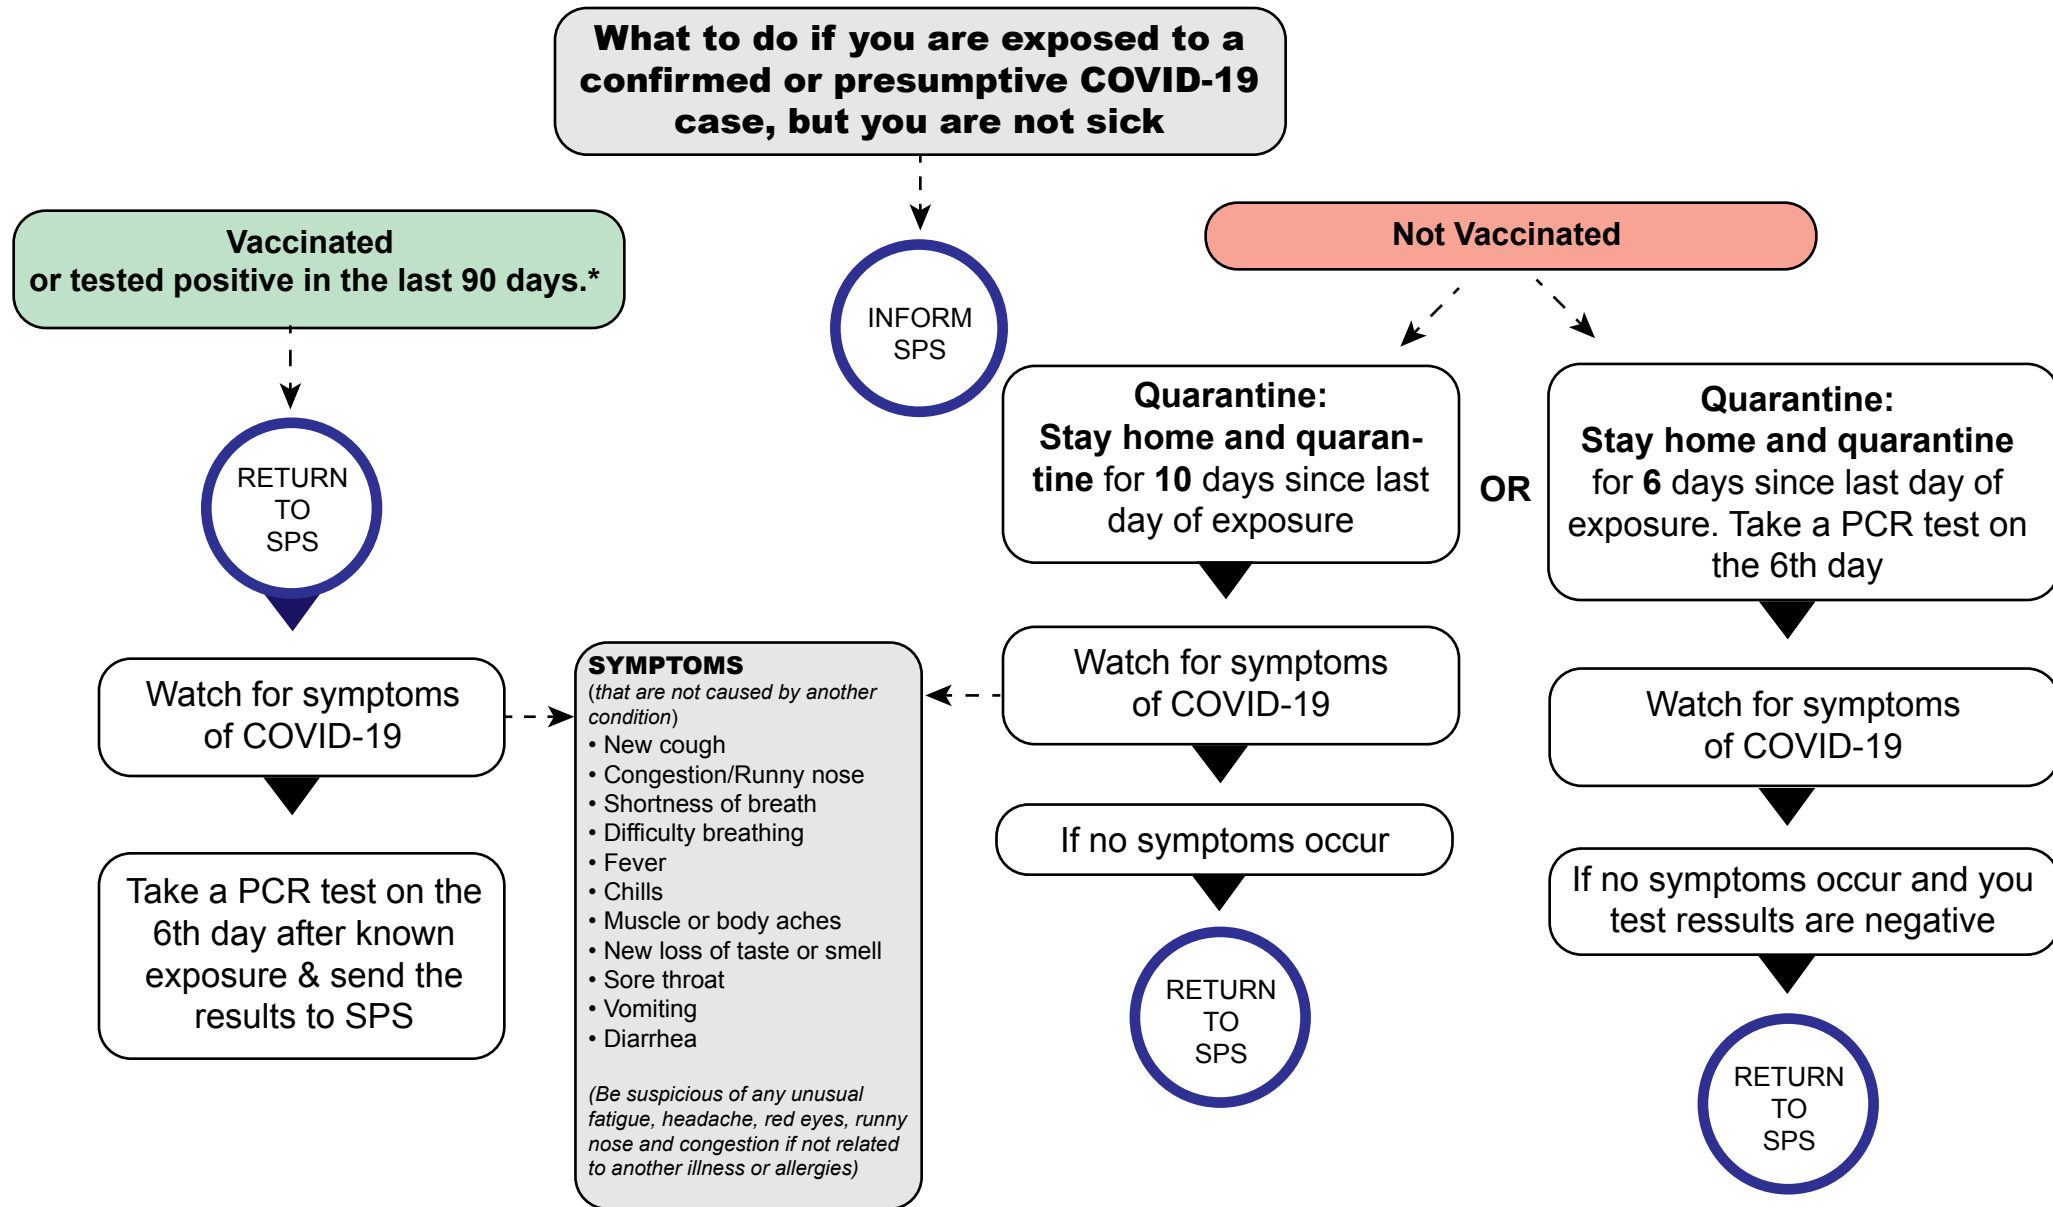 What to do if you are exposed to a
confirmed or presumptive COVID-19
case, but you are not sick
Vaccinated
or tested positive in the last 90 days.*
RETURN
TO
SPS
Watch for symptoms
of COVID-19
Take a PCR test on the
6th day after known
exposure & send the
results to SPS
INFORM
SPS
SYMPTOMS
(that are not caused by another
condition)
• New cough
• Congestion/Runny nose
• Shortness of breath
• Difficulty breathing
• Fever
• Chills
• Muscle or body aches
• New loss of taste or smell
• Sore throat
• Vomiting
• Diarrhea
(Be suspicious of any unusual
fatigue, headache, red eyes, runny
nose and congestion if not related
to another illness or allergies)
Not Vaccinated
Quarantine:
Stay home and quaran-
tine for 10 days since last
day of exposure
Watch for symptoms
of COVID-19
If no symptoms occur
RETURN
TO
SPS
OR
Quarantine:
Stay home and quarantine
for 6 days since last day of
exposure. Take a PCR test on
the 6th day
Watch for symptoms
of COVID-19
If no symptoms occur and you
test ressults are negative
RETURN
TO
SPS